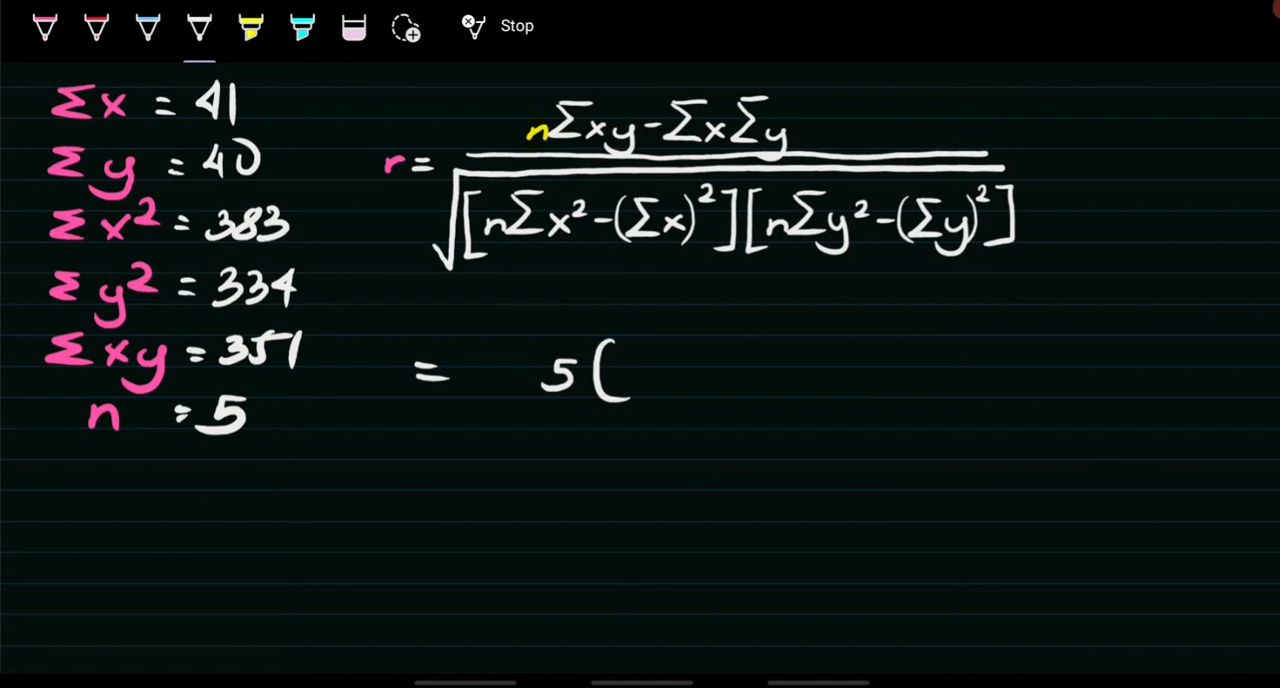 Stop
Σx = 41
Σy = 40
Σx² = 383
Σy² = 334
Σxy = 351
n = 5
r = nΣxy - ΣxΣy
√[nΣx² - (Σx)²][nΣy² - (Σy)²]
= 5(